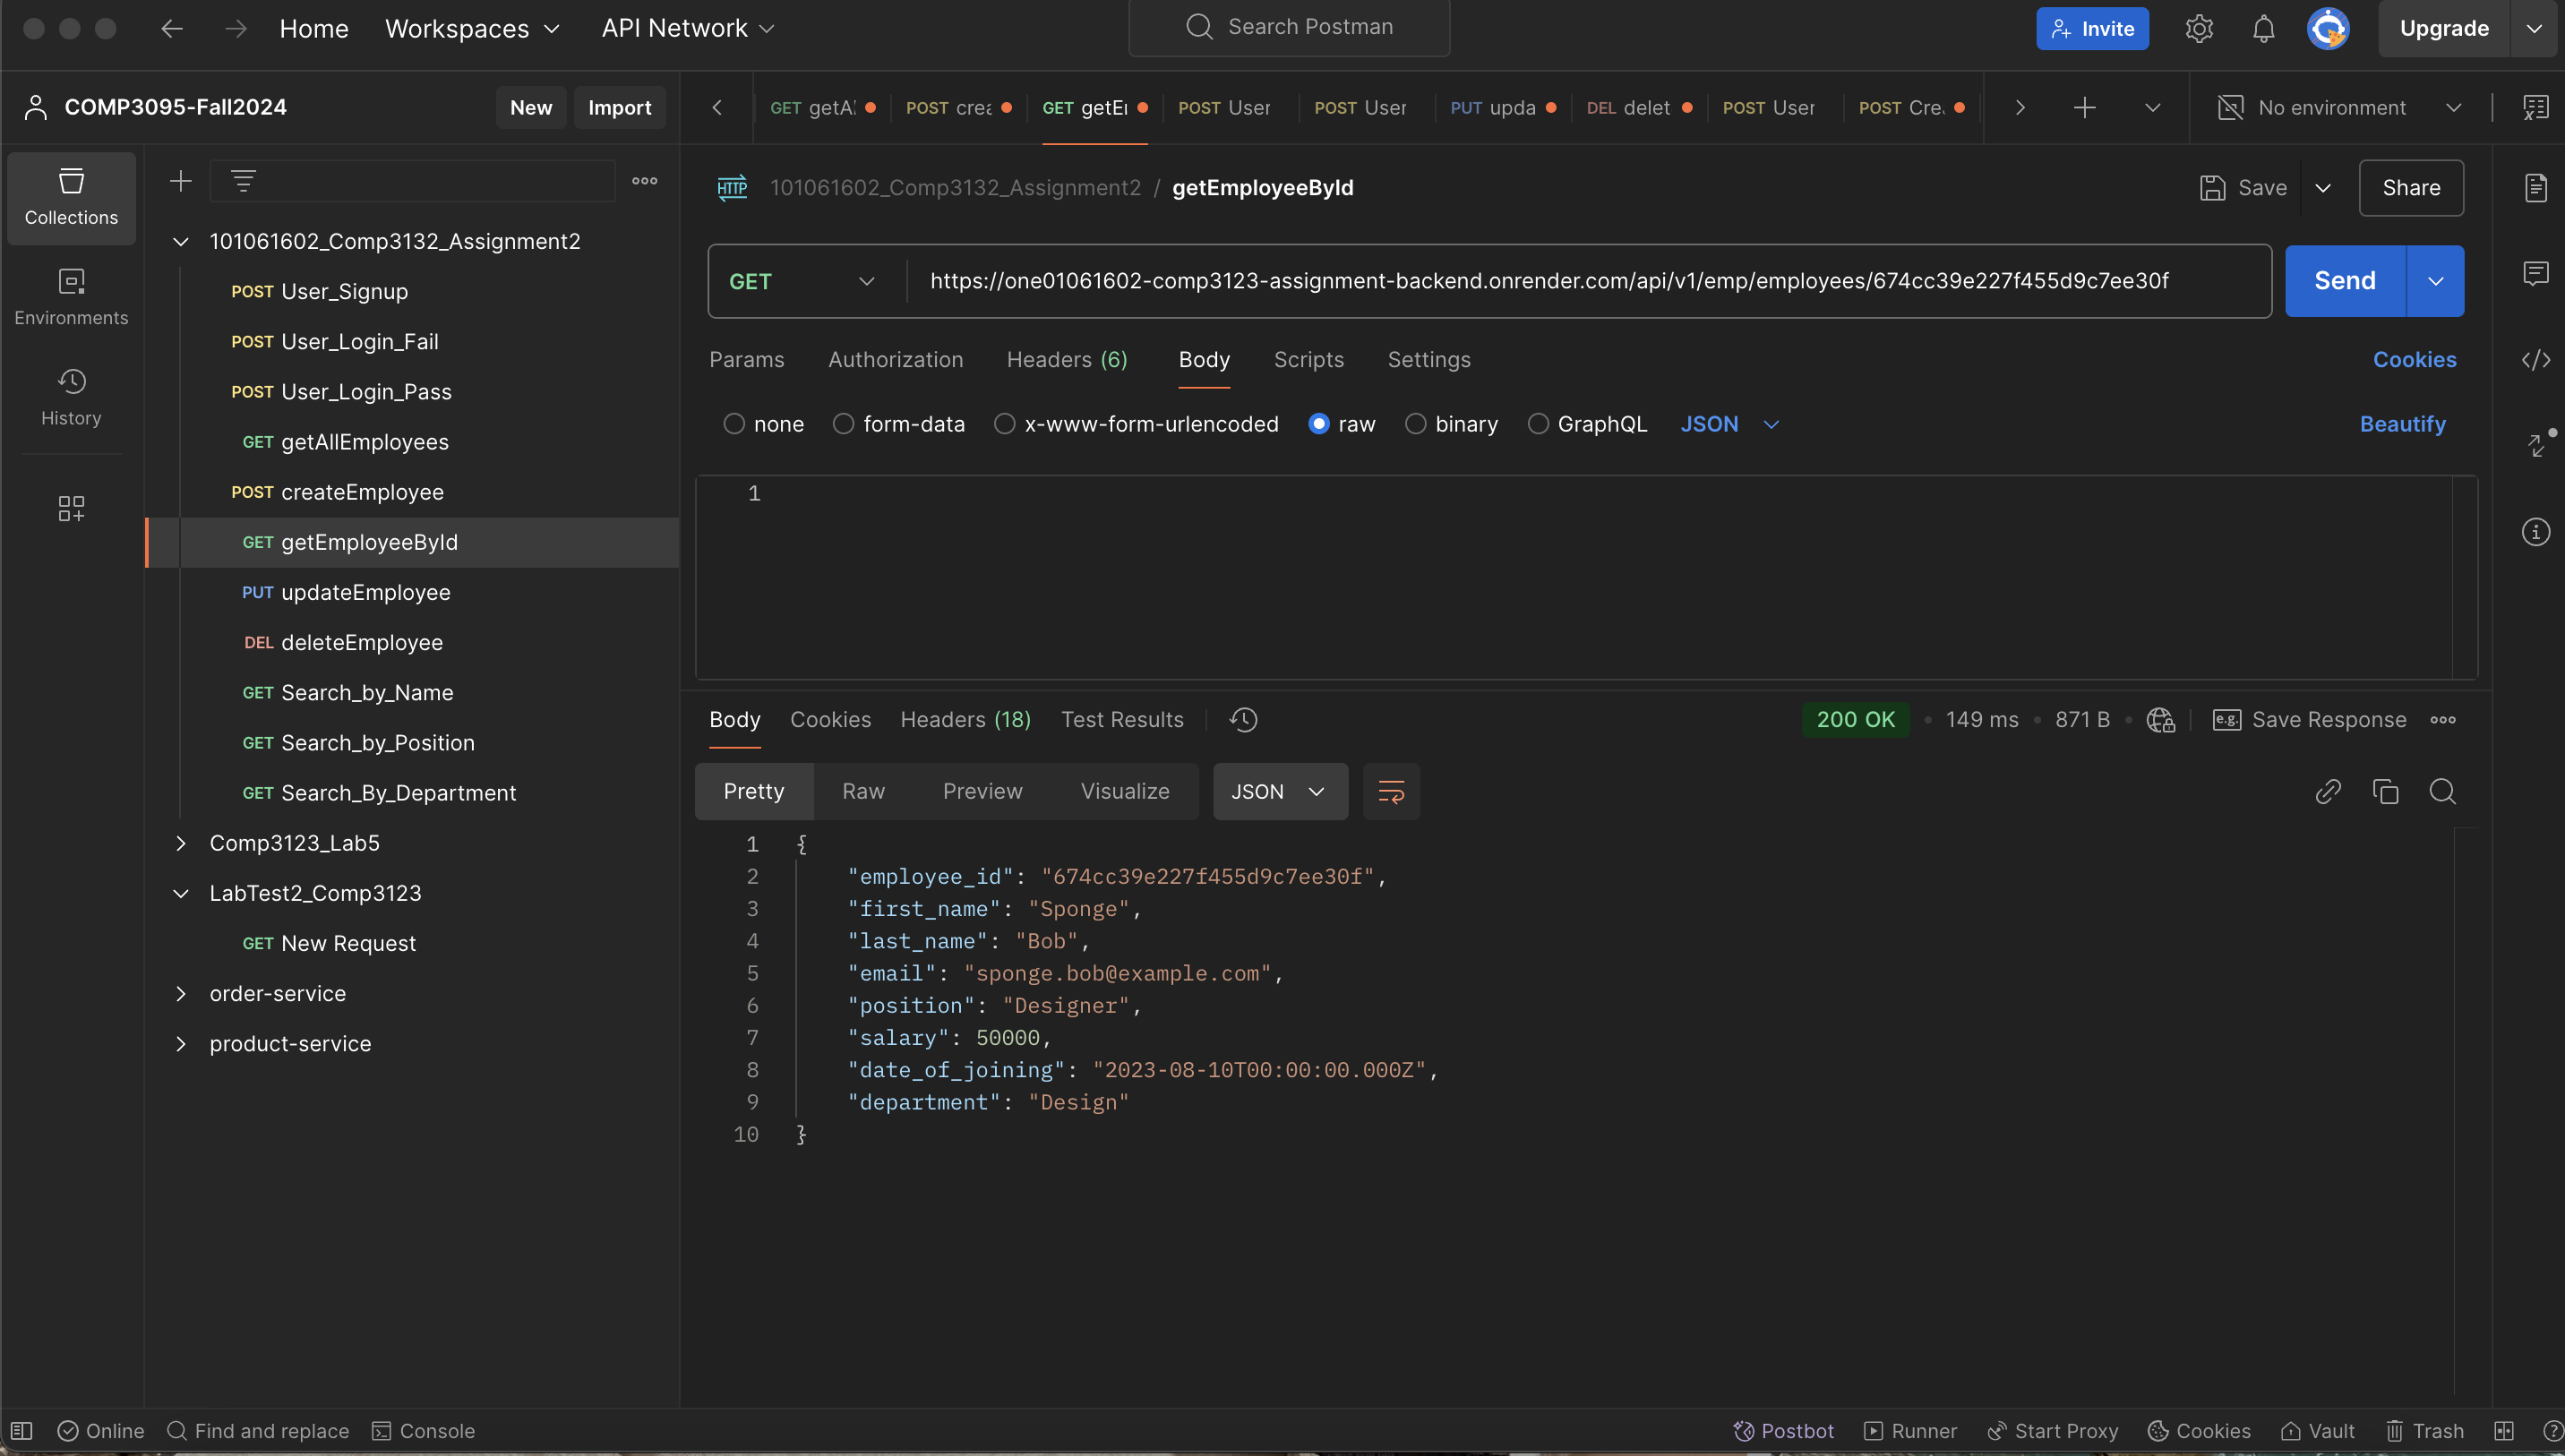 Home Workspaces API Network Search Postman Invite Upgrade
COMP3095-Fall2024 New Import
GET getAl POST crea GET getEr POST User POST User PUT upda DEL delet POST User POST Cre. No environment
Collections
Environments
History
101061602_Comp3132_Assignment2
POST User_Signup
POST User_Login_Fail
POST User_Login_Pass
GET getAllEmployees
POST createEmployee
GET getEmployeeById
PUT updateEmployee
DEL deleteEmployee
GET Search_by_Name
GET Search_by_Position
GET Search_By_Department
Comp3123_Lab5
LabTest2_Comp3123
GET New Request
order-service
product-service
HTTP 101061602_Comp3132_Assignment2 / getEmployeeById Save Share
GET https://one01061602-comp3123-assignment-backend.onrender.com/api/v1/emp/employees/674cc39e227f455d9c7ee30f Send
Params Authorization Headers (6) Body Scripts Settings Cookies
none form-data x-www-form-urlencoded raw binary GraphQL JSON Beautify
1
Body Cookies Headers (18) Test Results 200 OK • 149 ms • 871 B • e.g. Save Response
Pretty Raw Preview Visualize JSON
1 {
2 "employee_id": "674cc39e227f455d9c7ee30f",
3 "first_name": "Sponge",
4 "last_name": "Bob",
5 "email": "sponge.bob@example.com",
6 "position": "Designer",
7 "salary": 50000,
8 "date_of_joining": "2023-08-10T00:00:00.000Z",
9 "department": "Design"
10 }
Online Find and replace Console Postbot Runner Start Proxy Cookies Vault Trash